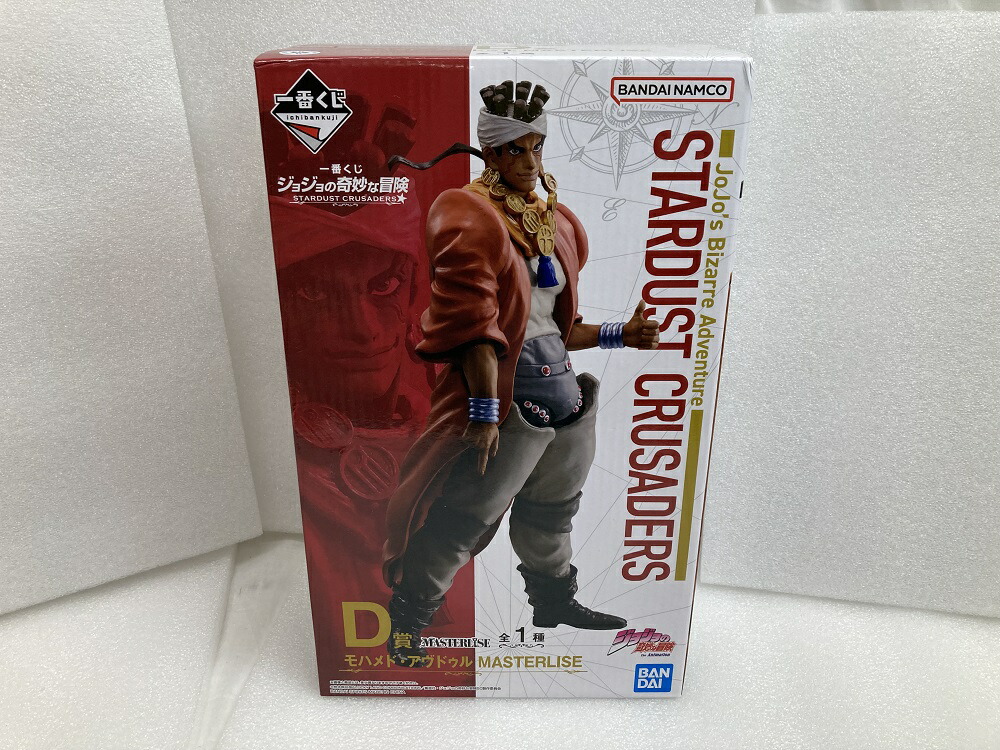 一番くじ
ichibankuji
一番くじ
ジョジョの奇妙な冒険
STARDUST CRUSADERS
BANDAI NAMCO
JoJo's Bizarre Adventure
STARDUST CRUSADERS
D賞 MASTERLISE 全1種
モハメド・アヴドゥル MASTERLISE
ジョジョの
奇妙な冒険
the Animation
BAN
DAI